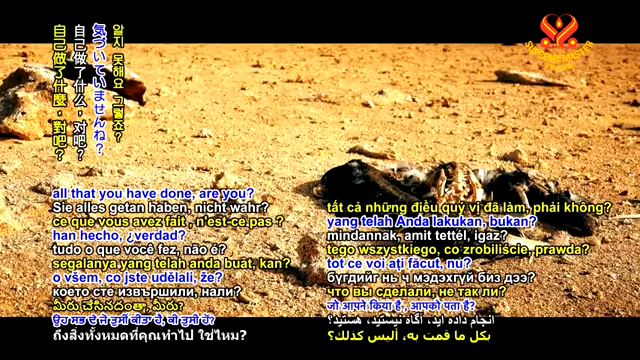 自己做了什麼，對吧？
自己做了什么，对吧？
気づいていませんね？
알지 못해요 그렇죠？
all that you have done, are you?
Sie alles getan haben, nicht wahr?
ce que vous avez fait , n'est-ce pas ?
han hecho, ¿verdad?
tudo o que você fez, não é?
segalanya yang telah anda buat, kan?
o všem, co jste udělali, že?
което сте извършили, нали?
మీరు చేసినదంతా, మీరు?
ਉਹ ਸਭ ਦੇ ਜੋ ਤੁਸੀਂ ਕੀਤਾ ਹੈ, ਕੀ ਤੁਸੀਂ ਹੋ?
ถึงสิ่งทั้งหมดที่คุณทำไป ใช่ไหม?
tất cả những điều quý vị đã làm, phải không?
yang telah Anda lakukan, bukan?
mindannak, amit tettél, igaz?
tego wszystkiego, co zrobiliście, prawda?
tot ce voi aţi făcut, nu?
бүгдийг нь ч мэдэхгүй биз дээ?
что вы сделали, не так ли?
जो आपने किया है , आपको पता है?
انجام داده اید، آگاه نیستید، هستید؟
بكل ما قمت به، أليس كذلك؟